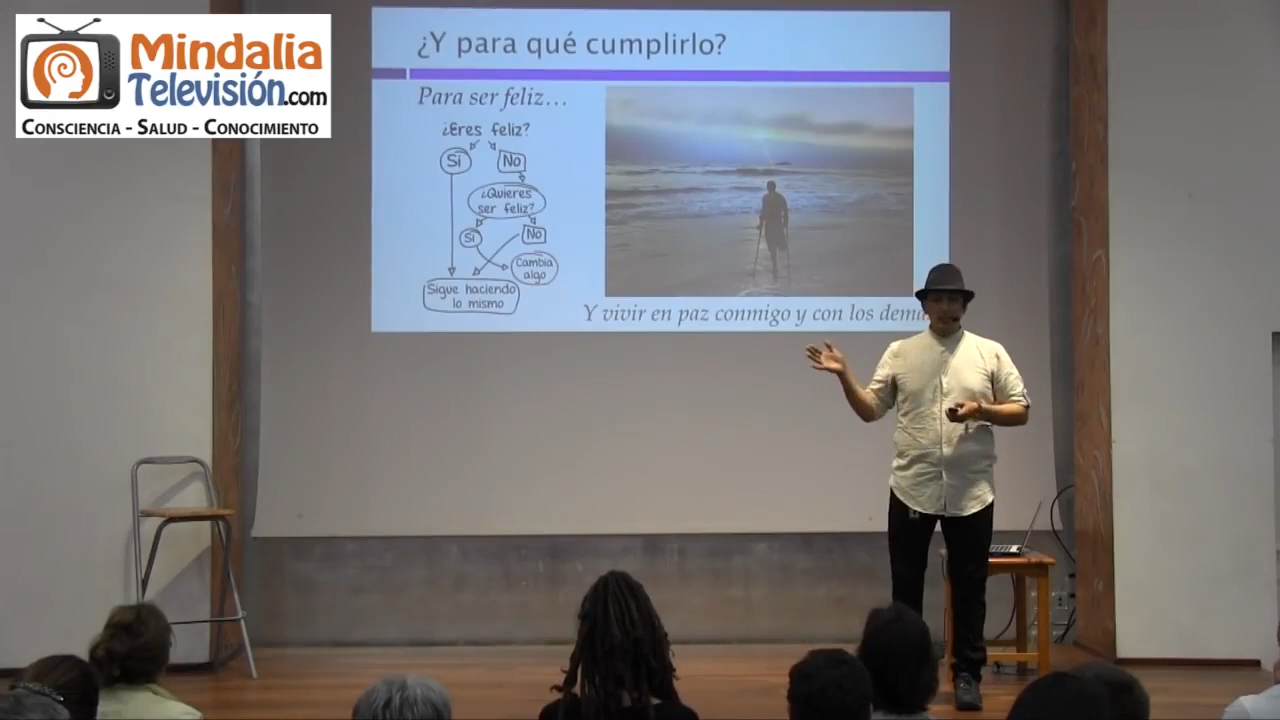 Mindalia
Televisión.com
CONSCIENCIA - SALUD - CONOCIMIENTO
¿Y para qué cumplirlo?
Para ser feliz...
¿Eres feliz?
Sí
No
¿Quieres
ser feliz?
Sí
No
Cambia
algo
Sigue haciendo
lo mismo
Y vivir en paz conmigo y con los